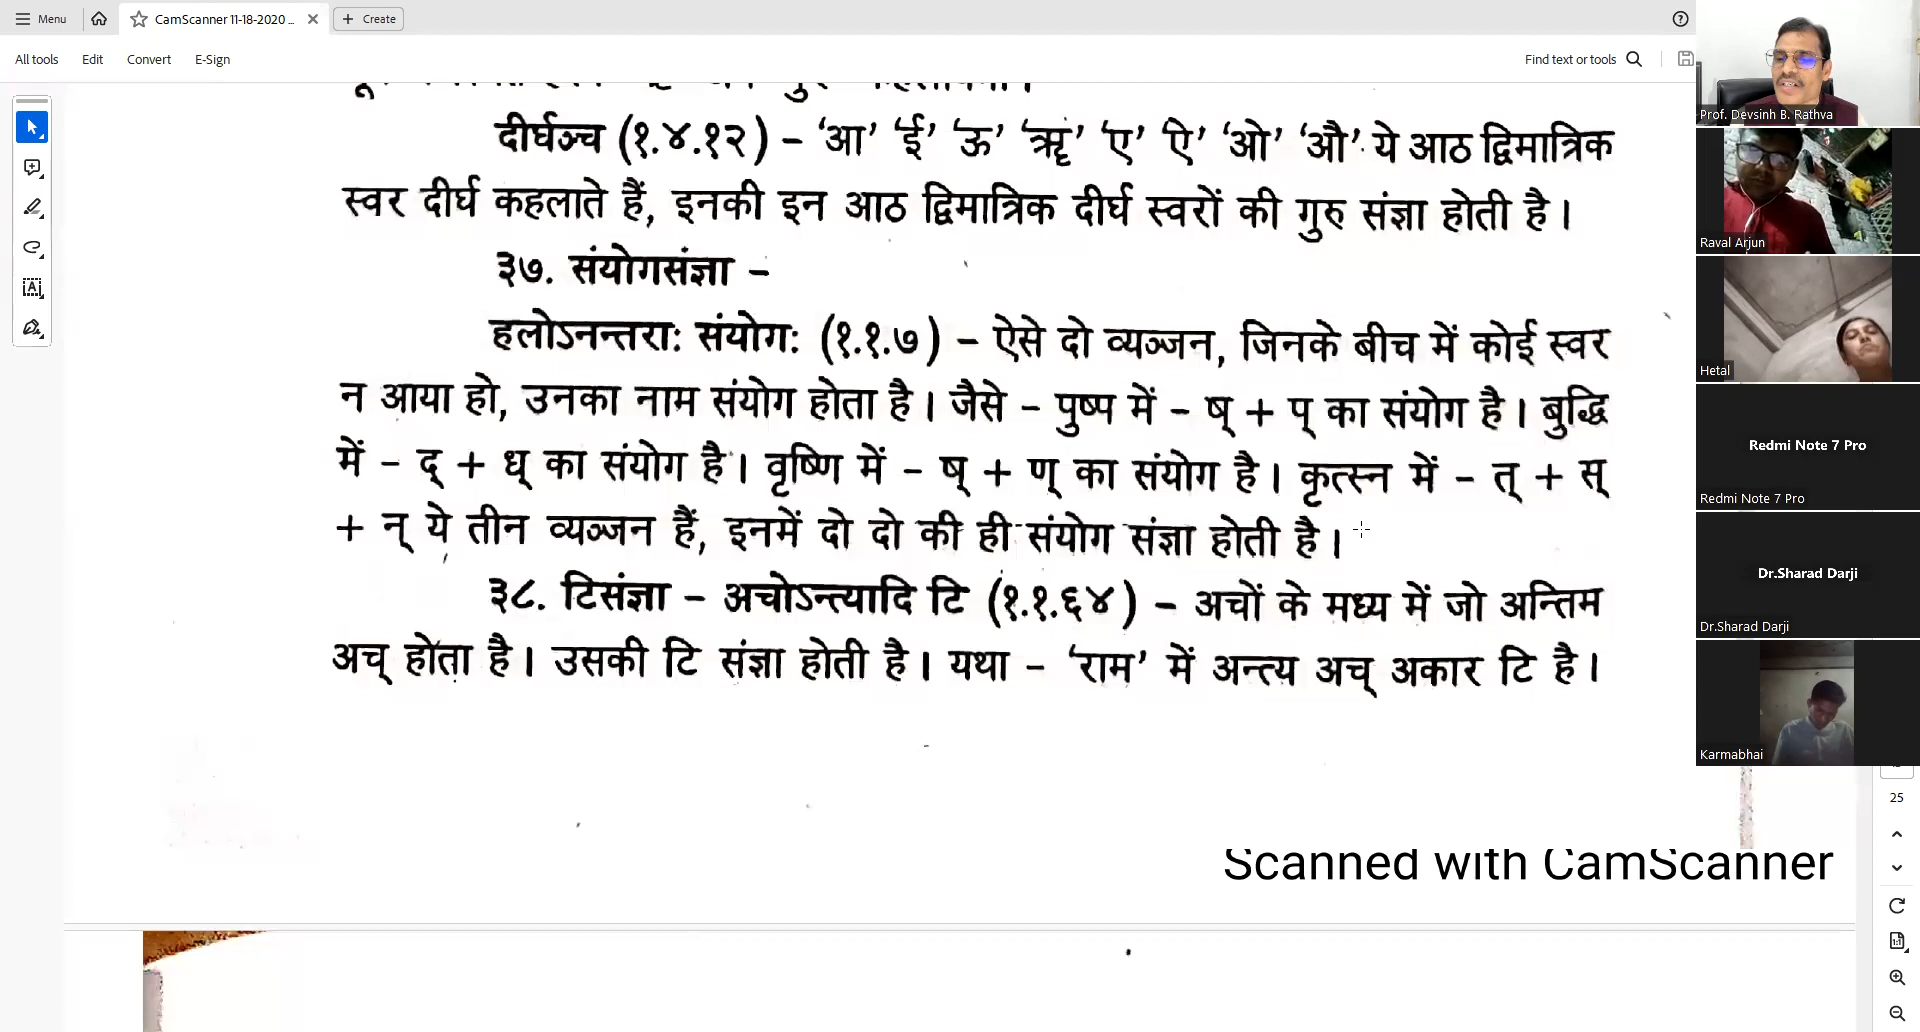 Menu
CamScanner 11-18-2020 ...
Create
All tools
Edit
Convert
E-Sign
Find text or tools
दीर्घञ्च (१.४.१२) – ‘आ’ ‘ई’ ‘ऊ’ ‘ॠ’ ‘ए’ ‘ऐ’ ‘ओ’ ‘औ’ ये आठ द्विमात्रिक
स्वर दीर्घ कहलाते हैं, इनकी इन आठ द्विमात्रिक दीर्घ स्वरों की गुरु संज्ञा होती है।
३७. संयोगसंज्ञा –
हलोऽनन्तराः संयोगः (१.१.७) – ऐसे दो व्यञ्जन, जिनके बीच में कोई स्वर
न आया हो, उनका नाम संयोग होता है। जैसे – पुष्प में – ष् + प् का संयोग है। बुद्धि
में – द् + ध् का संयोग है। वृष्णि में – ष् + ण् का संयोग है। कृत्स्न में – त् + स्
+ न् ये तीन व्यञ्जन हैं, इनमें दो दो की ही संयोग संज्ञा होती है।
३८. टिसंज्ञा – अचोऽन्त्यादि टि (१.१.६४) – अचों के मध्य में जो अन्तिम
अच् होता है। उसकी टि संज्ञा होती है। यथा – ‘राम’ में अन्त्य अच् अकार टि है।
Scanned with CamScanner
Prof. Devsinh B. Rathva
Raval Arjun
Hetal
Redmi Note 7 Pro
Redmi Note 7 Pro
Dr.Sharad Darji
Dr.Sharad Darji
Karmabhai
25